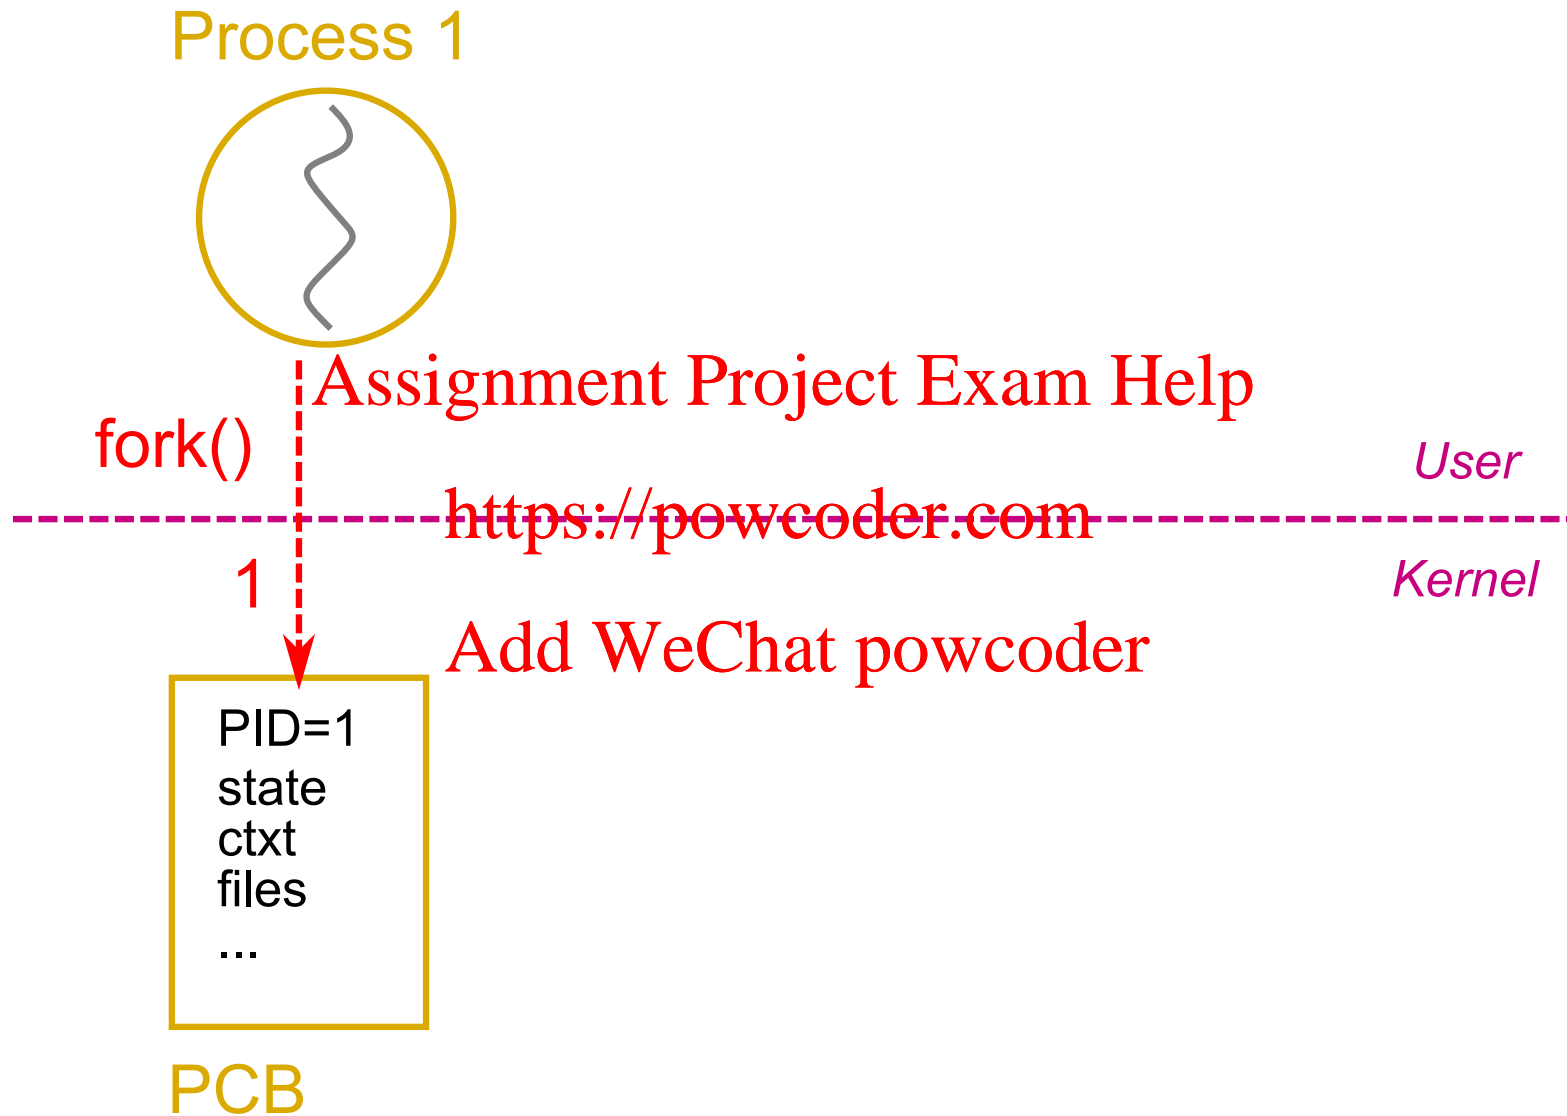 Process 1
Assignment Project Exam Help
fork()
User
https://powcoder.com
1
Kernel
Add WeChat powcoder
PID=1
state
ctxt
files
...
PCB